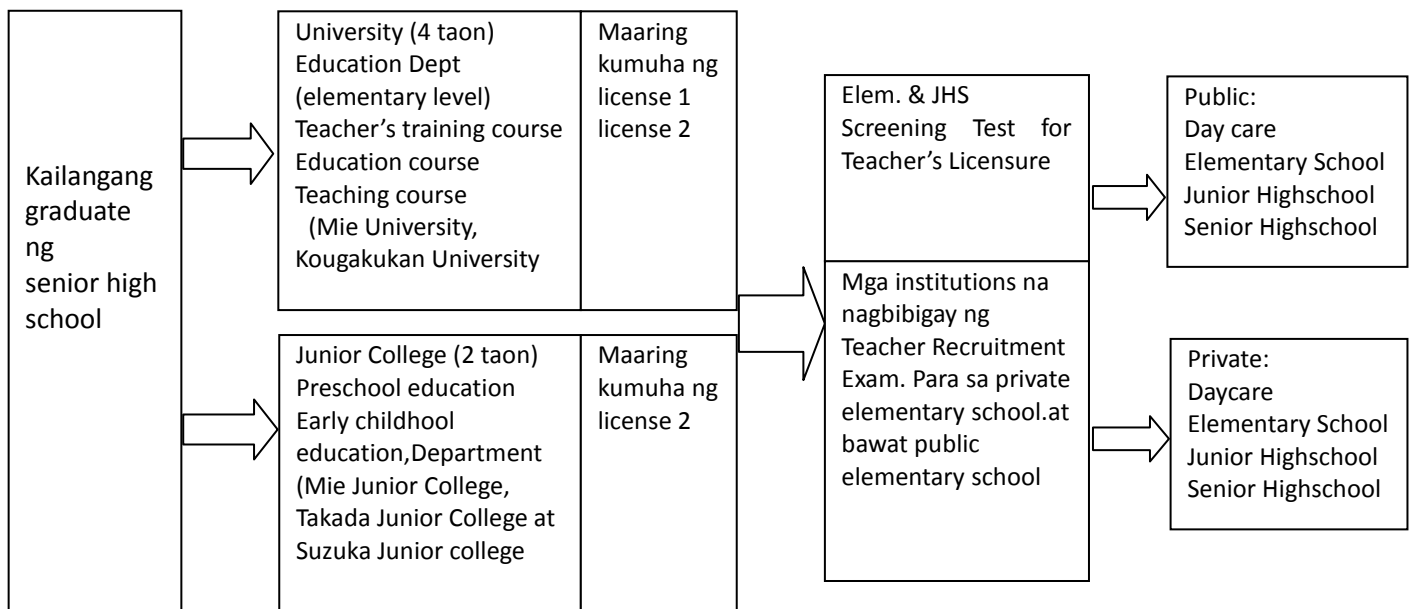 Kailangang
graduate
ng
senior high
school
University (4 taon)
Education Dept
(elementary level)
Teacher’s training course
Education course
Teaching course
(Mie University,
Kougakukan University
Maaring
kumuha ng
license 1
license 2
Junior College (2 taon)
Preschool education
Early childhool
education,Department
(Mie Junior College,
Takada Junior College at
Suzuka Junior college
Maaring
kumuha ng
license 2
Elem. & JHS
Screening Test for
Teacher’s Licensure
Mga institutions na
nagbibigay ng
Teacher Recruitment
Exam. Para sa private
elementary school.at
bawat public
elementary school
Public:
Day care
Elementary School
Junior Highschool
Senior Highschool
Private:
Daycare
Elementary School
Junior Highschool
Senior Highschool